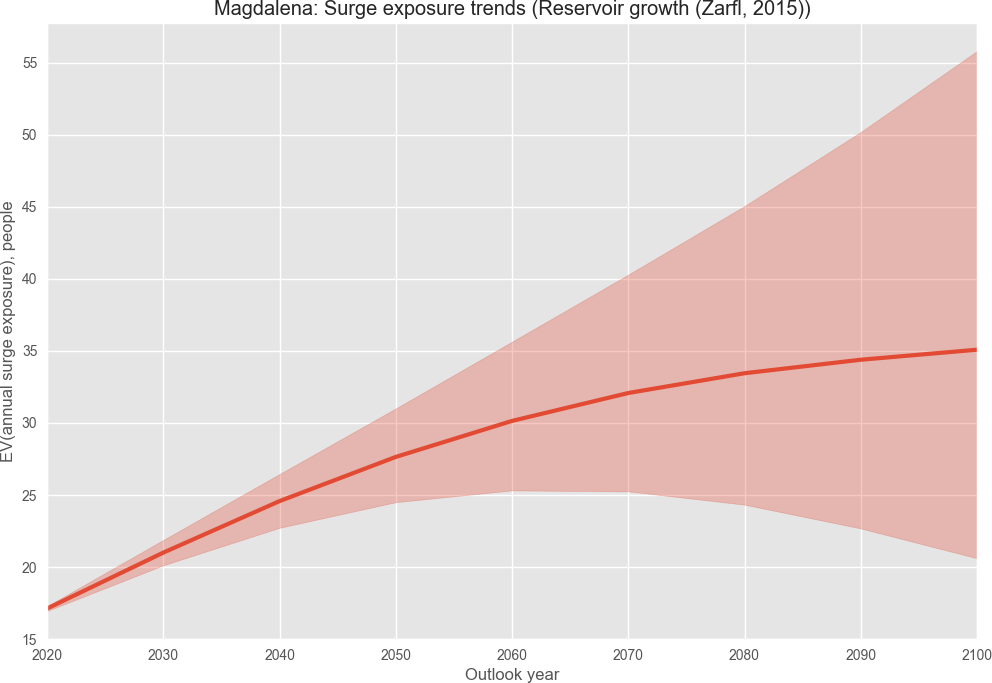 Magdalena: Surge exposure trends (Reservoir growth (Zarfl, 2015))
EV(annual surge exposure), people
55
50
45
40
35
30
25
20
15
2020 2030 2040 2050 2060 2070 2080 2090 2100
Outlook year